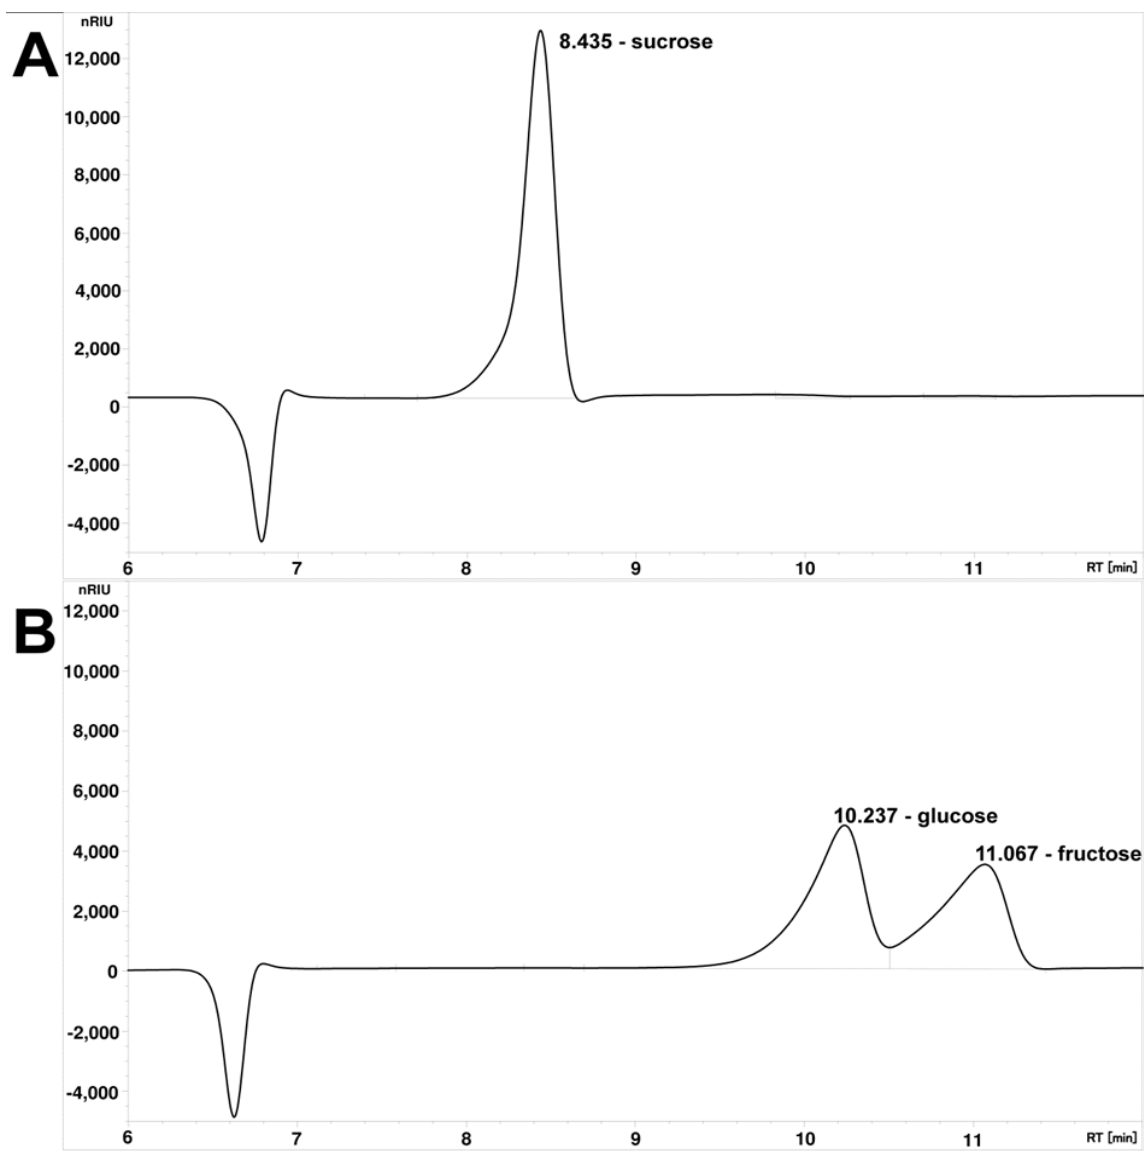 A
nRIU
8.435 - sucrose
12,000
10,000
8,000
6,000
4,000
2,000
0
-2,000
-4,000
6 7 8 9 10 11 RT [min]
B
nRIU
12,000
10,000
8,000
6,000
10.237 - glucose
4,000
11.067 - fructose
2,000
0
-2,000
-4,000
6 7 8 9 10 11 RT [min]